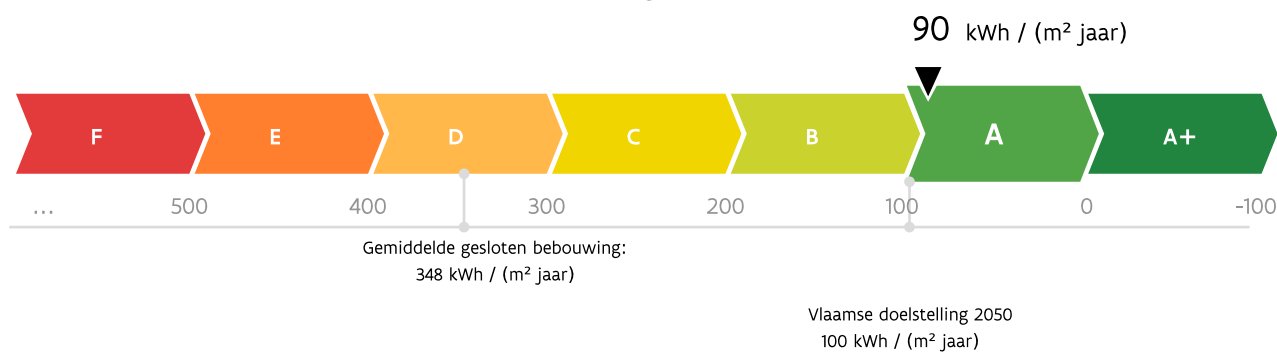 90 kWh / (m² jaar)
F E D C B A A+
... 500 400 300 200 100 0 -100
Gemiddelde gesloten bebouwing:
348 kWh / (m² jaar)
Vlaamse doelstelling 2050
100 kWh / (m² jaar)